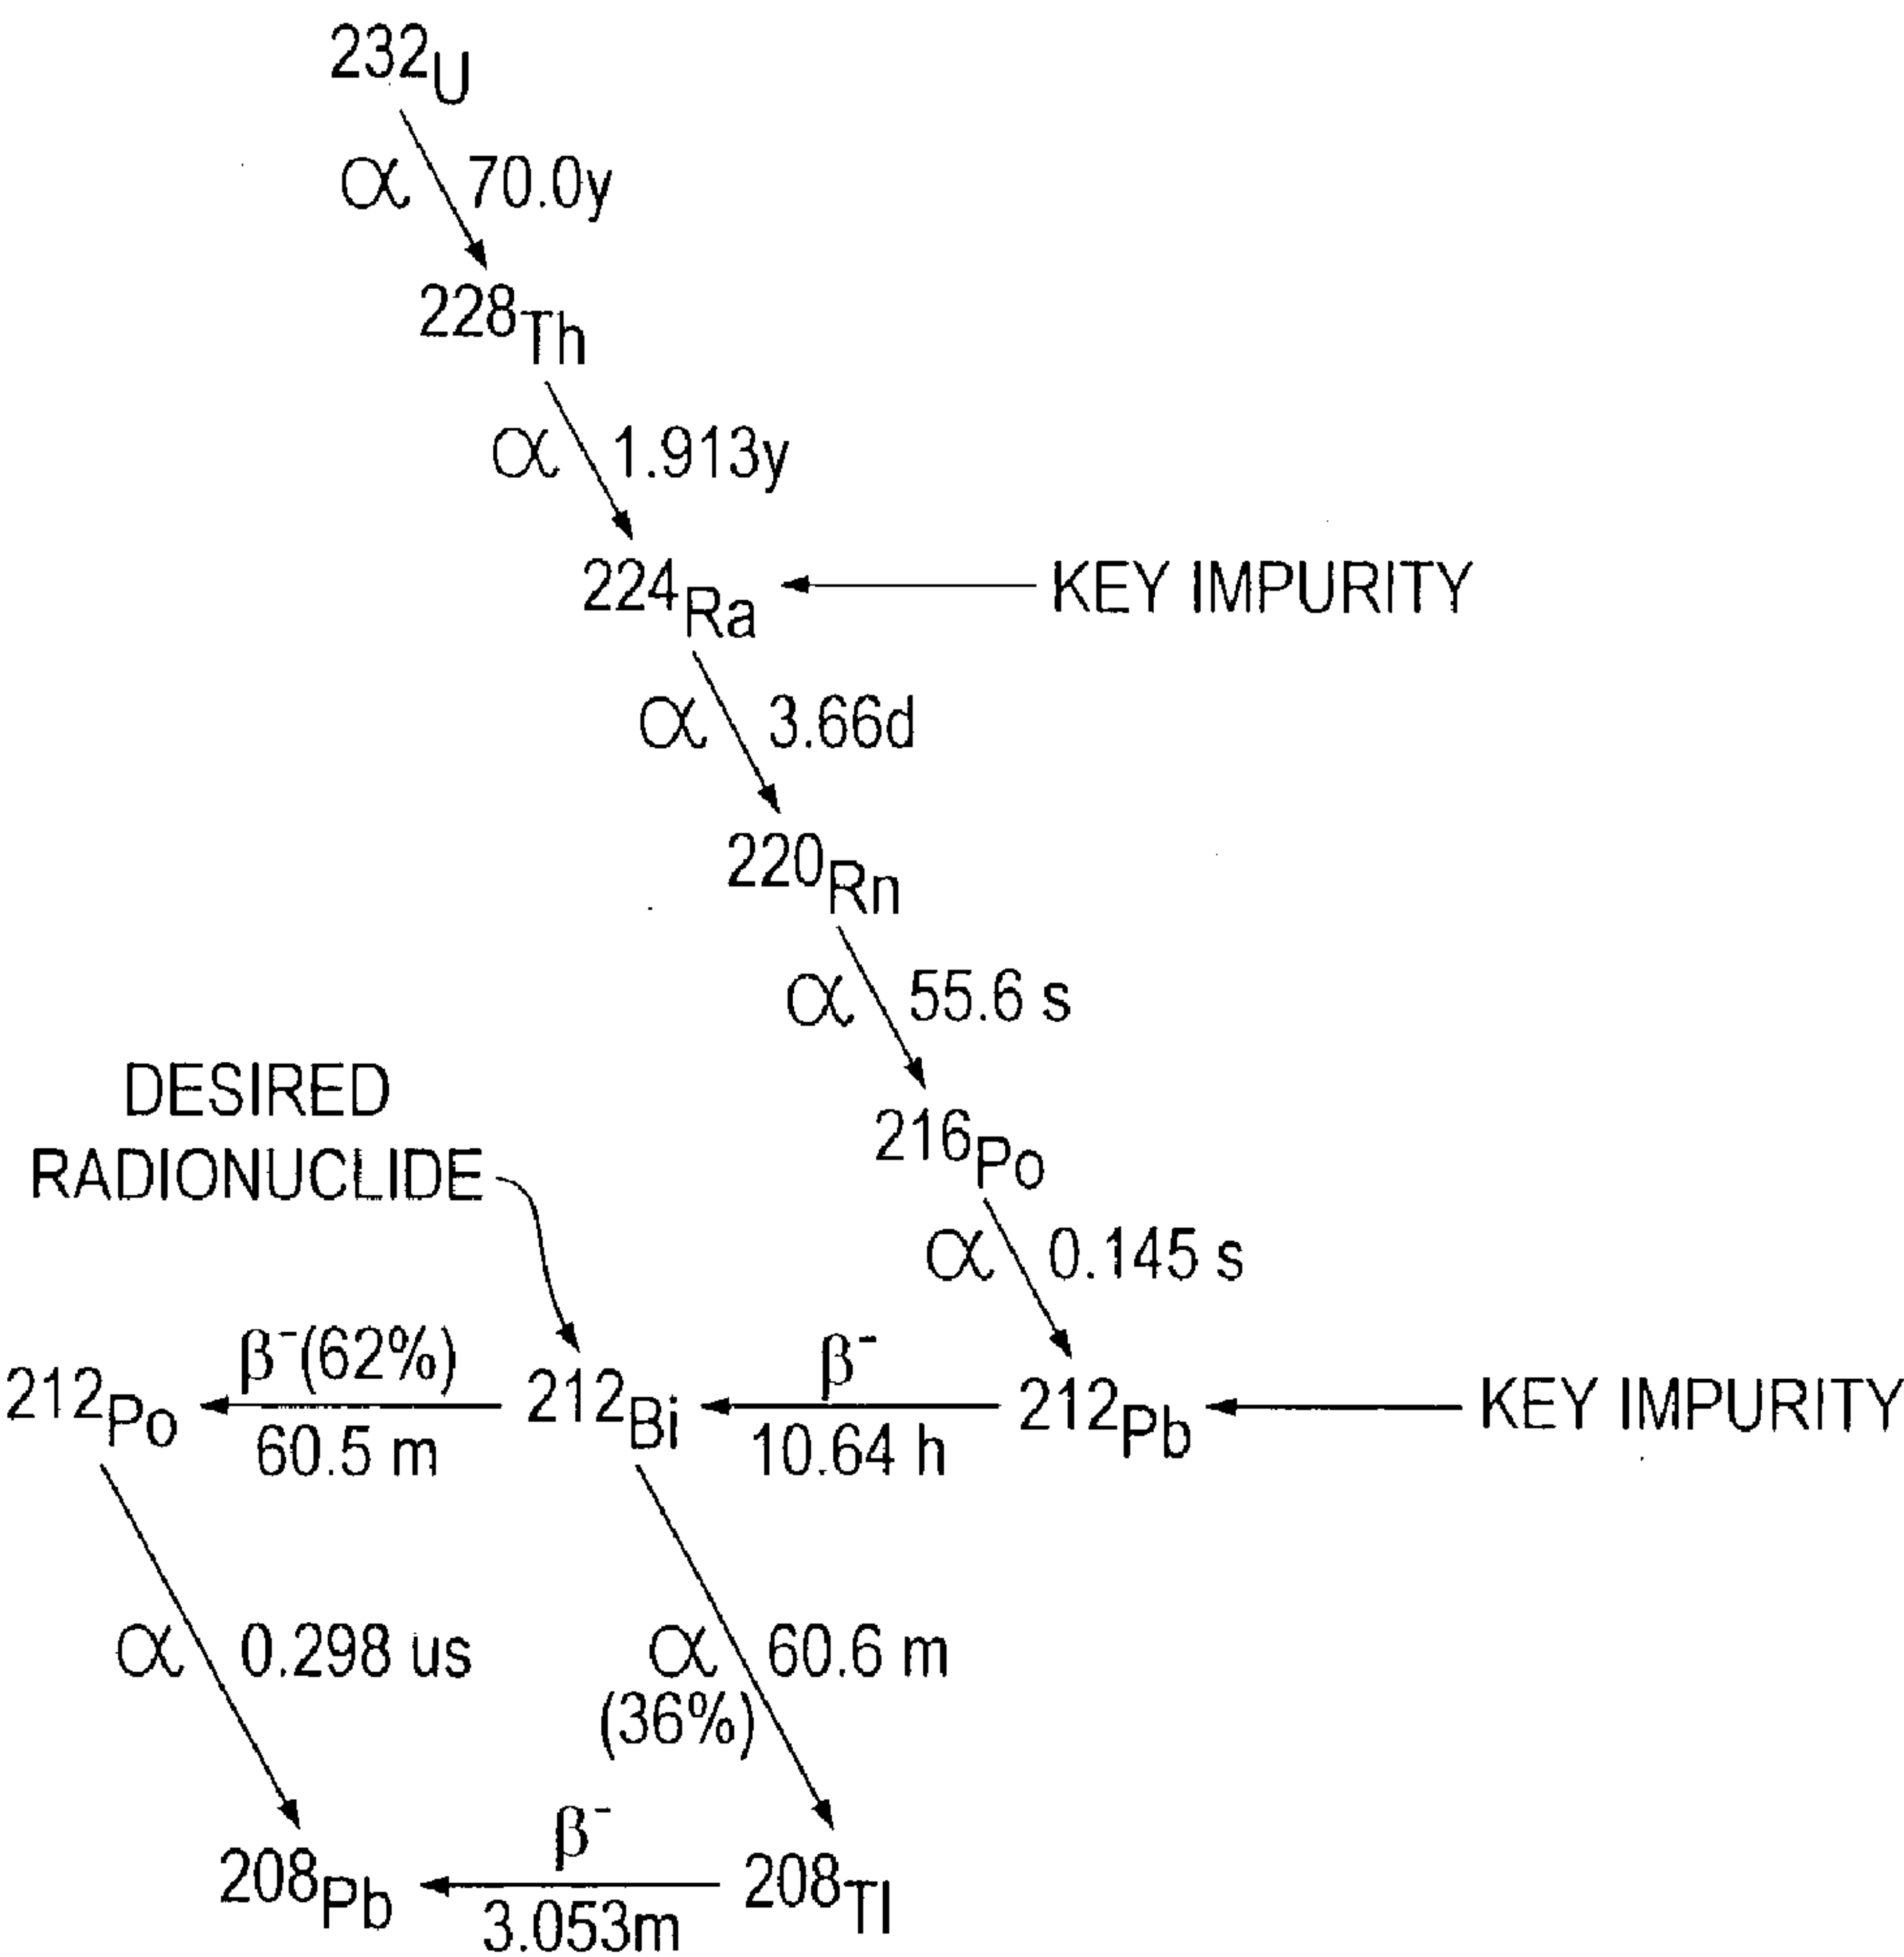 232U
α 70.0y
228Th
α 1.913y
224Ra
KEY IMPURITY
α 3.66d
220Rn
α 55.6 s
DESIRED
RADIONUCLIDE
216Po
α 0.145 s
β-(62%)
β-
212Po
212Bi
212Pb
KEY IMPURITY
60.5 m
10.64 h
α 0.298 us
α 60.6 m
(36%)
β-
208Pb
208Tl
3.053m